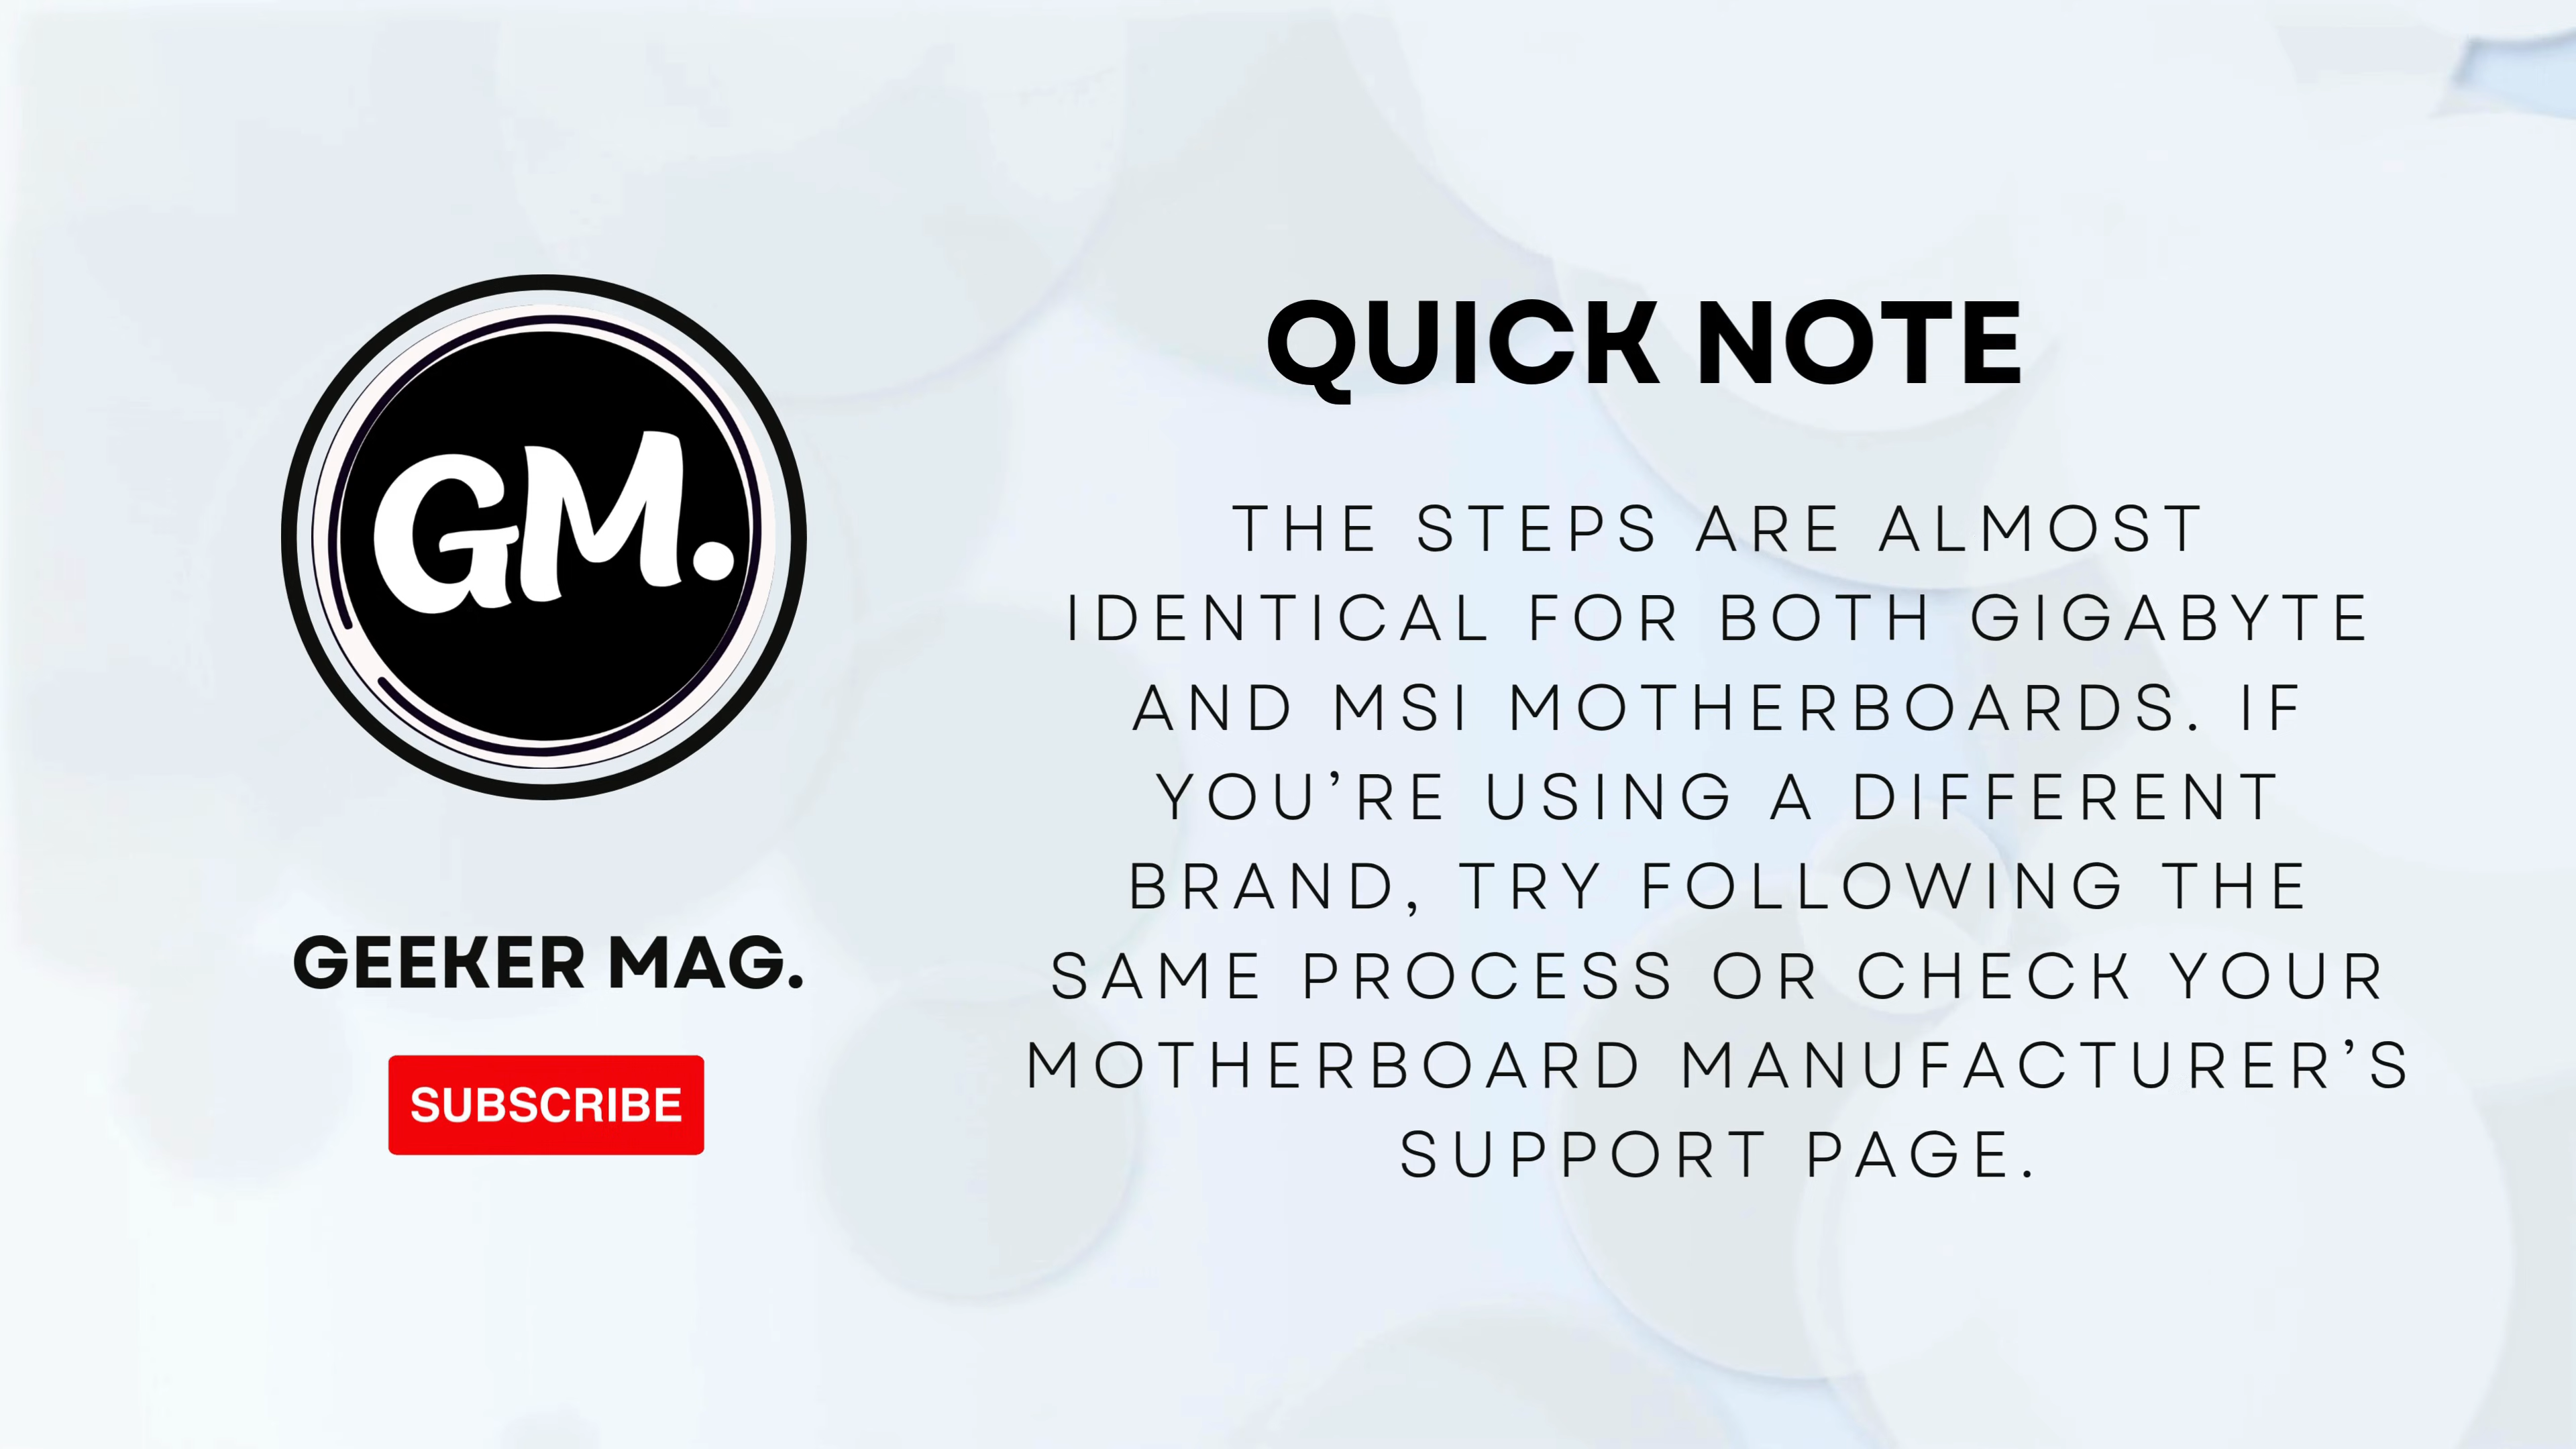 GM.
GEEKER MAG.
SUBSCRIBE
QUICK NOTE
THE STEPS ARE ALMOST
IDENTICAL FOR BOTH GIGABYTE
AND MSI MOTHERBOARDS. IF
YOU’RE USING A DIFFERENT
BRAND, TRY FOLLOWING THE
SAME PROCESS OR CHECK YOUR
MOTHERBOARD MANUFACTURER’S
SUPPORT PAGE.